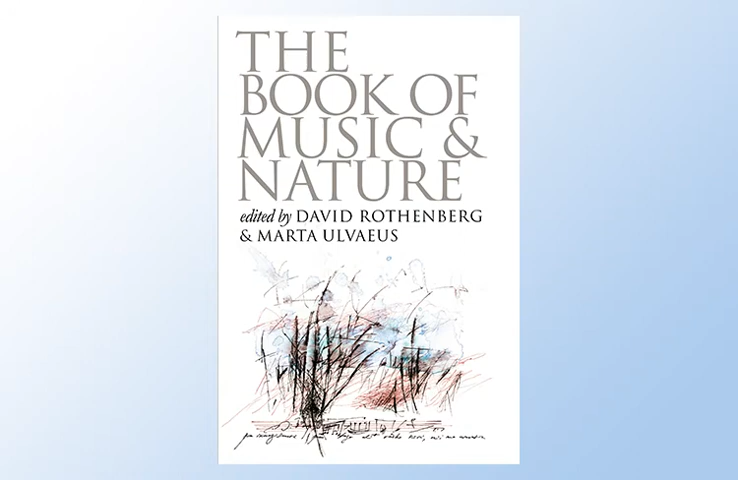 THE
BOOK OF
MUSIC &
NATURE
edited by DAVID ROTHENBERG
& MARTA ULVAEUS